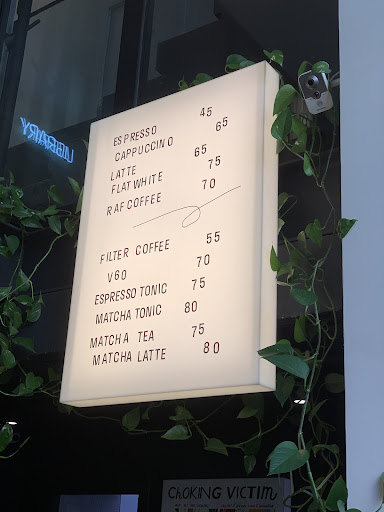 LIBRARY
ESPRESSO 45
CAPPUCCINO 65
LATTE 65
FLAT WHITE 75
RAF COFFEE 70
FILTER COFFEE 55
V60 70
ESPRESSO TONIC 75
MATCHA TONIC 80
MATCHA TEA 75
MATCHA LATTE 80
CHOKING VICTIM